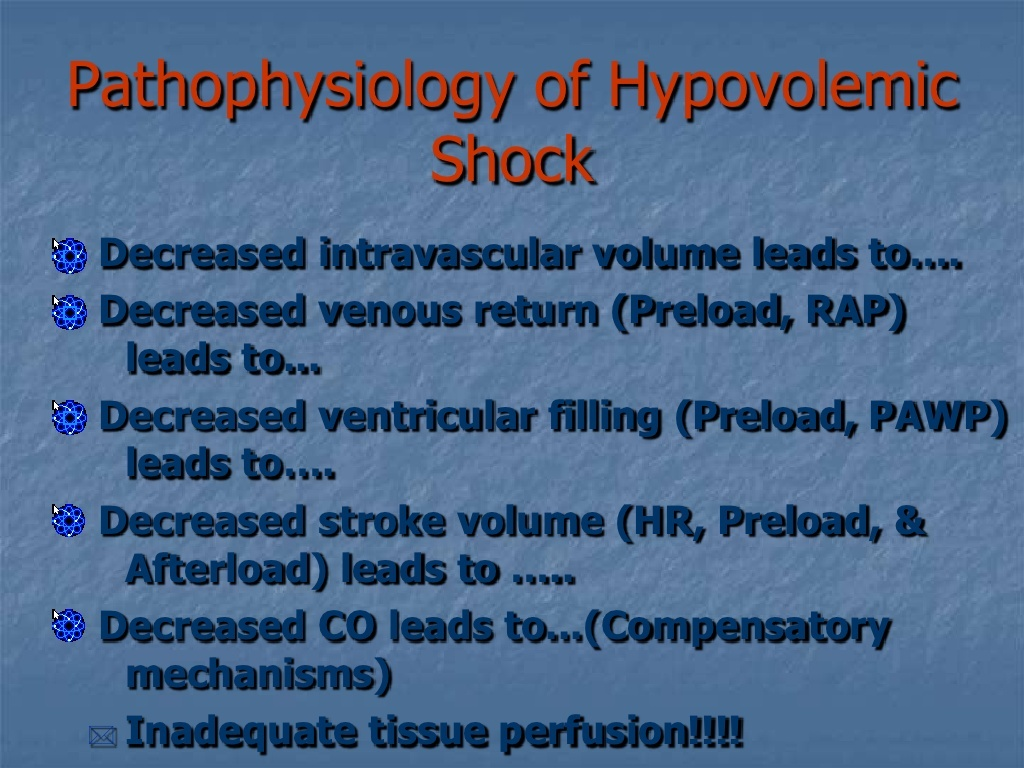 Pathophysiology of Hypovolemic
Shock
Decreased intravascular volume leads to….
Decreased venous return (Preload, RAP)
leads to…
Decreased ventricular filling (Preload, PAWP)
leads to….
Decreased stroke volume (HR, Preload, &
Afterload) leads to …..
Decreased CO leads to…(Compensatory
mechanisms)
Inadequate tissue perfusion!!!!